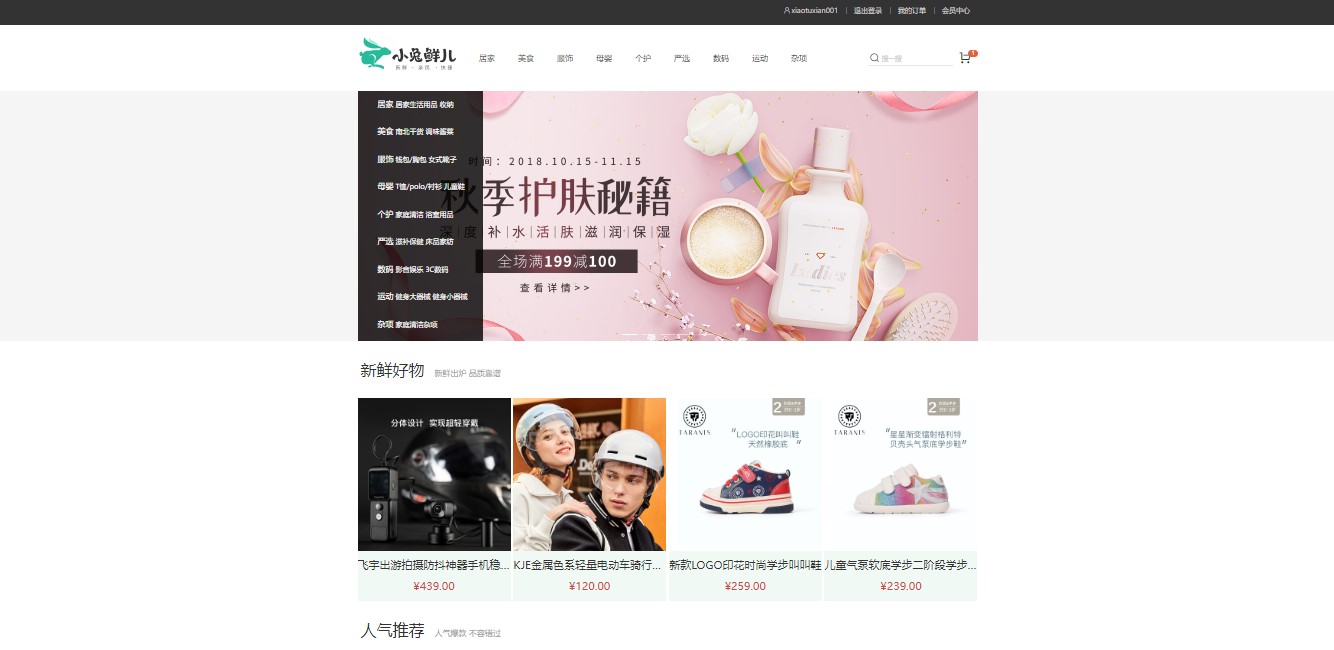 xiaotuxian001 退出登录 我的订单 会员中心
小兔鲜儿
新鲜 · 亲民 · 快捷
居家 美食 服饰 母婴 个护 严选 数码 运动 杂项
搜一搜
1
居家 居家生活用品 收纳
美食 南北干货 调味酱菜
服饰 钱包/胸包 女式靴子
母婴 T恤/polo/衬衫 儿童鞋
个护 家庭清洁 浴室用品
严选 滋补保健 床品家纺
数码 影音娱乐 3C数码
运动 健身大器械 健身小器械
杂项 家庭清洁杂项
时间：2018.10.15-11.15
秋季护肤秘籍
深|度|补|水|活|肤|滋|润|保|湿
全场满199减100
查看详情>>
Ladies
新鲜好物 新鲜出炉 品质靠谱
分体设计 实现超轻穿戴
TARANIS
2
“LOGO印花叫叫鞋
天然橡胶底”
TARANIS
2
“星星渐变镭射格利特
贝壳头气泵底学步鞋”
飞宇出游拍摄防抖神器手机稳...
¥439.00
KJE金属色系轻量电动车骑行...
¥120.00
新款LOGO印花时尚学步叫叫鞋
¥259.00
儿童气泵软底学步二阶段学步...
¥239.00
人气推荐 人气爆款 不容错过